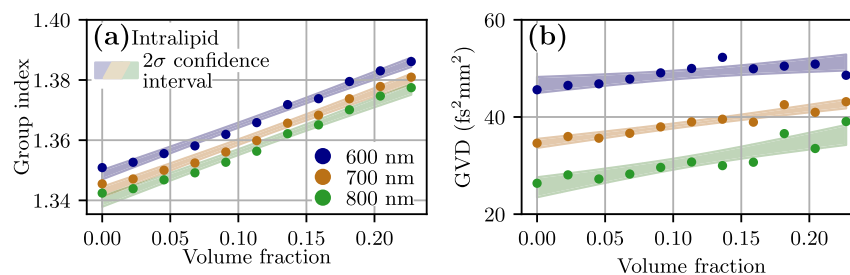 (a) Intralipid
2σ confidence
interval
Group index
1.40
1.38
1.36
1.34
600 nm
700 nm
800 nm
0.00 0.05 0.10 0.15 0.20
Volume fraction
(b)
GVD (fs²mm²)
60
40
20
0.00 0.05 0.10 0.15 0.20
Volume fraction